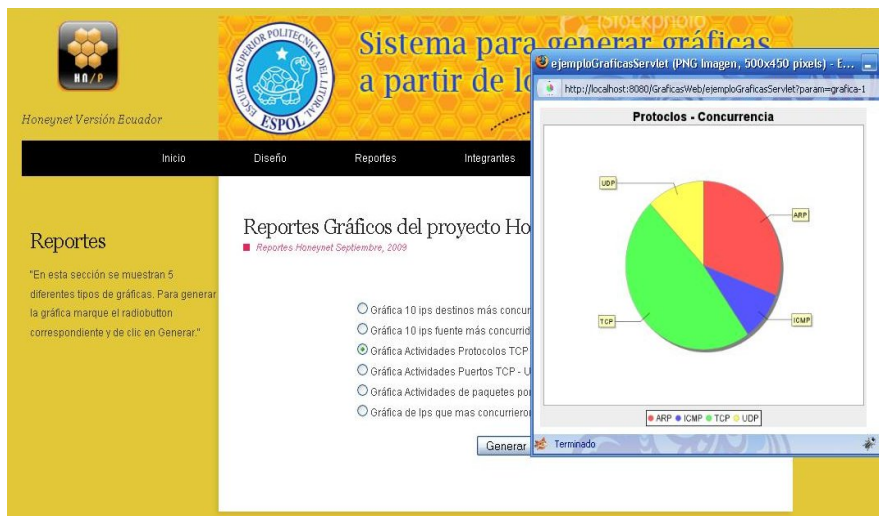 HN/P
Honeynet Versión Ecuador
ESCUELA SUPERIOR POLITECNICA DEL LITORAL
ESPOL
iStockphoto
Sistema para generar gráficas
a partir de lo
Inicio
Diseño
Reportes
Integrantes
Reportes
"En esta sección se muestran 5
diferentes tipos de gráficas. Para generar
la gráfica marque el radiobutton
correspondiente y de clic en Generar."
Reportes Gráficos del proyecto Ho
Reportes Honeynet Septiembre, 2009
Gráfica 10 ips destinos más concur
Gráfica 10 ips fuente más concurrid
Gráfica Actividades Protocolos TCP
Gráfica Actividades Puertos TCP - U
Gráfica Actividades de paquetes po
Gráfica de Ips que mas concurriero
Generar
ejemploGraficasServlet (PNG Imagen, 500x450 pixels) - E...
http://localhost:8080/GraficasWeb/ejemploGraficasServlet?param=grafica-1
Protoclos - Concurrencia
UDP
ARP
TCP
ICMP
ARP ICMP TCP UDP
Terminado